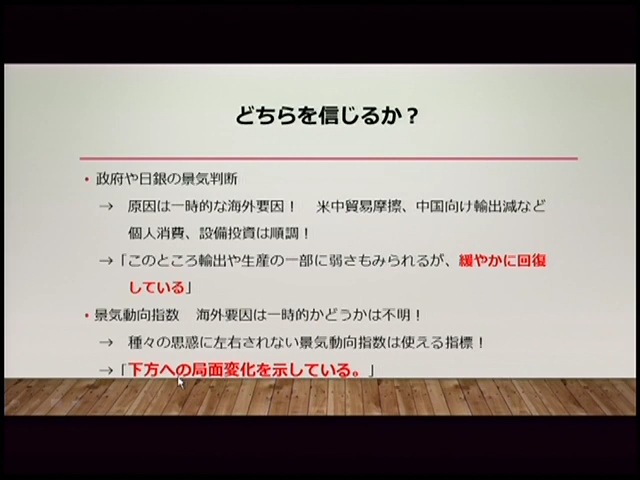 どちらを信じるか？
• 政府や日銀の景気判断
→ 原因は一時的な海外要因！ 米中貿易摩擦、中国向け輸出減など
個人消費、設備投資は順調！
→「このところ輸出や生産の一部に弱さもみられるが、緩やかに回復
している」
• 景気動向指数 海外要因は一時的かどうかは不明！
→ 種々の思惑に左右されない景気動向指数は使える指標！
→「下方への局面変化を示している。」